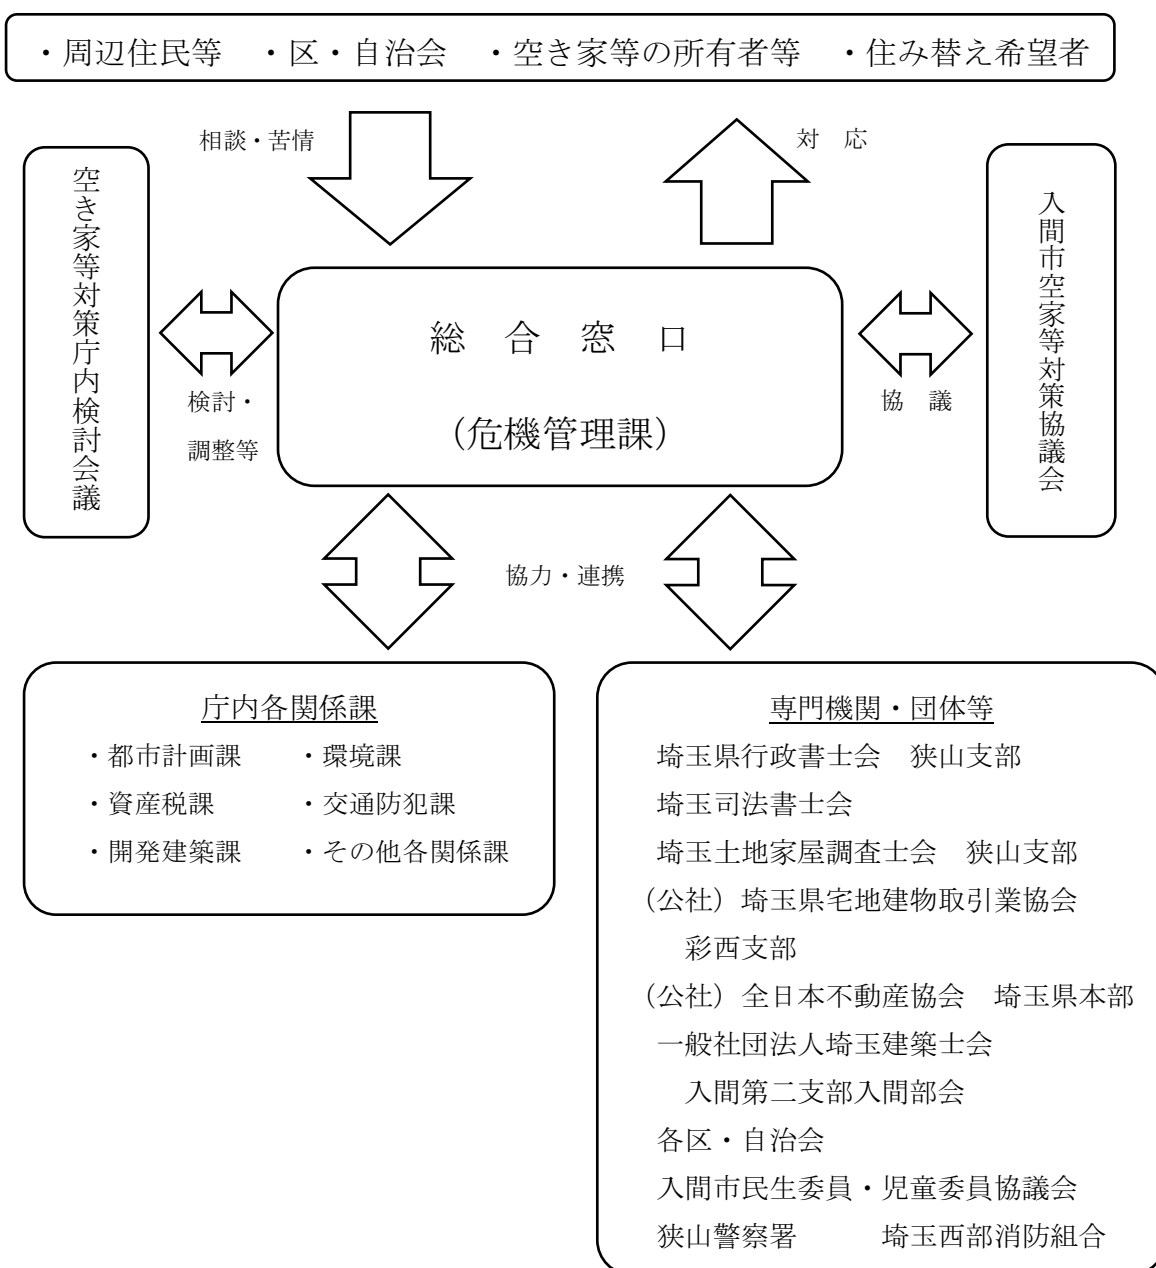 ・周辺住民等　・区・自治会　・空き家等の所有者等　・住み替え希望者
相談・苦情
対　応
空き家等対策庁内検討会議
入間市空家等対策協議会
総　合　窓　口
（危機管理課）
検討・
調整等
協　議
協力・連携
庁内各関係課
・都市計画課　・環境課
・資産税課　・交通防犯課
・開発建築課　・その他各関係課
専門機関・団体等
埼玉県行政書士会　狭山支部
埼玉司法書士会
埼玉土地家屋調査士会　狭山支部
（公社）埼玉県宅地建物取引業協会
彩西支部
（公社）全日本不動産協会　埼玉県本部
一般社団法人埼玉建築士会
入間第二支部入間部会
各区・自治会
入間市民生委員・児童委員協議会
狭山警察署　埼玉西部消防組合